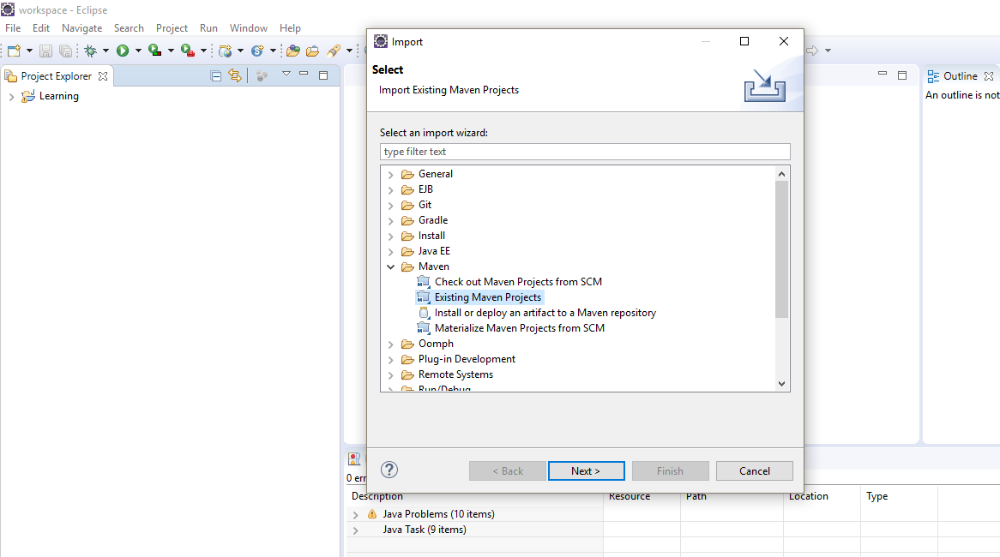 workspace - Eclipse
File Edit Navigate Search Project Run Window Help
Project Explorer
Learning
Import
Select
Import Existing Maven Projects
Select an import wizard:
type filter text
General
EJB
Git
Gradle
Install
Java EE
Maven
Check out Maven Projects from SCM
Existing Maven Projects
Install or deploy an artifact to a Maven repository
Materialize Maven Projects from SCM
Oomph
Plug-in Development
Remote Systems
Run/Debug
? < Back Next > Finish Cancel
Outline
An outline is not
0 err
Description Resource Path Location Type
Java Problems (10 items)
Java Task (9 items)